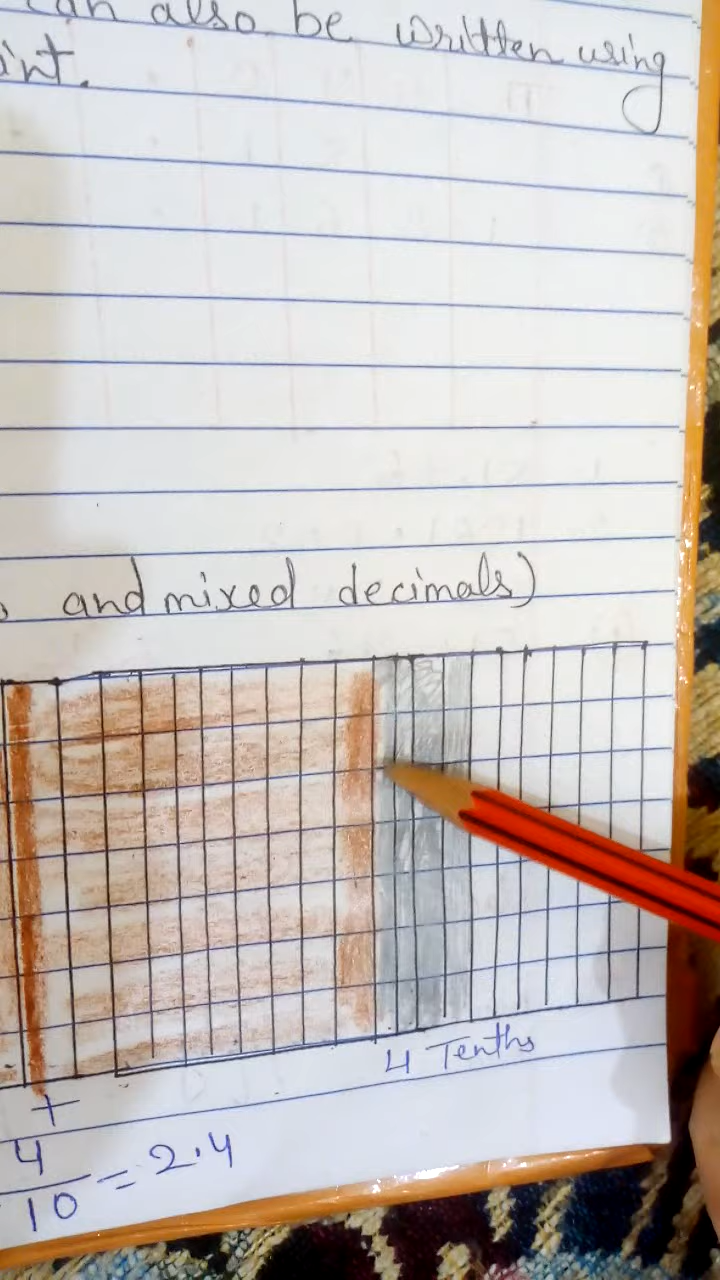 can also be written using
int.
and mixed decimals)
4 Tenths
+
4
10 = 2.4